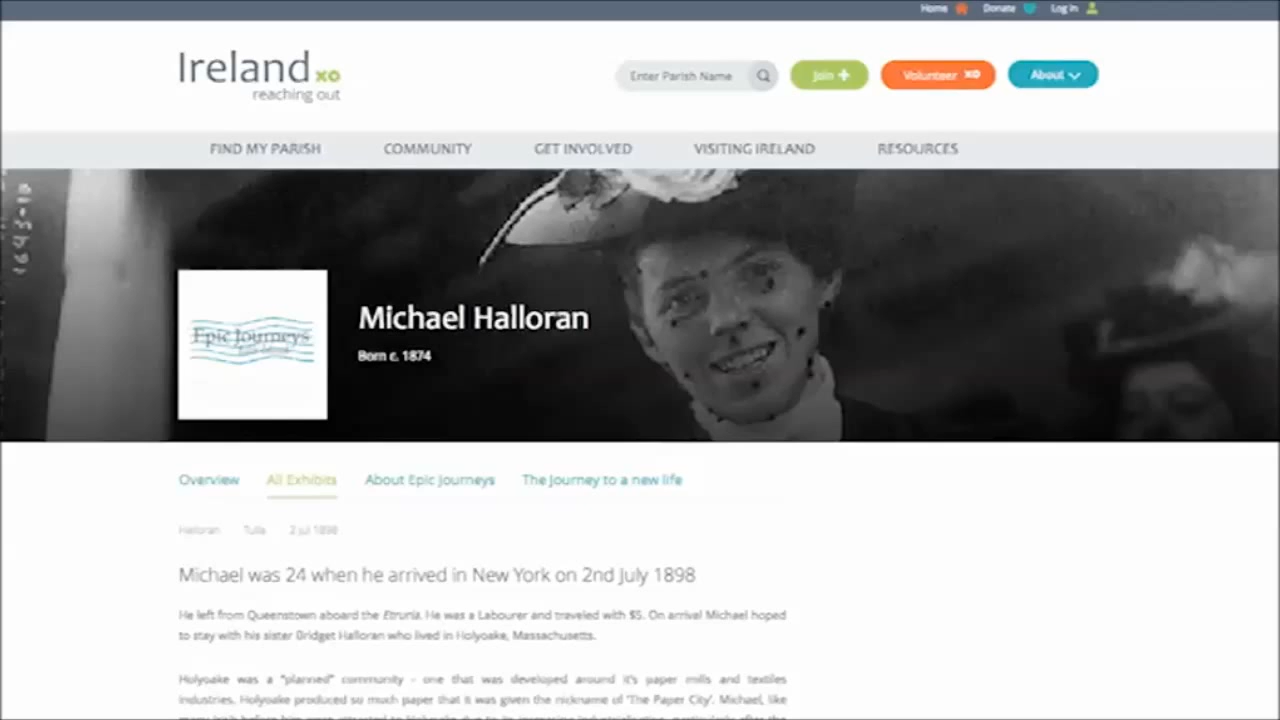 Home Donate Log in
Ireland xo
reaching out
Enter Parish Name
Join
Volunteer XO
About
FIND MY PARISH COMMUNITY GET INVOLVED VISITING IRELAND RESOURCES
Epic Journeys
Michael Halloran
Born c. 1874
Overview All Exhibits About Epic Journeys The Journey to a new life
Halloran Tulla 2 Jul 1898
Michael was 24 when he arrived in New York on 2nd July 1898
He left from Queenstown aboard the Etruria. He was a Labourer and traveled with $5. On arrival Michael hoped
to stay with his sister Bridget Halloran who lived in Holyoake, Massachusetts.
Holyoake was a "planned" community - one that was developed around it's paper mills and textiles
industries. Holyoake produced so much paper that it was given the nickname of 'The Paper City'. Michael, like